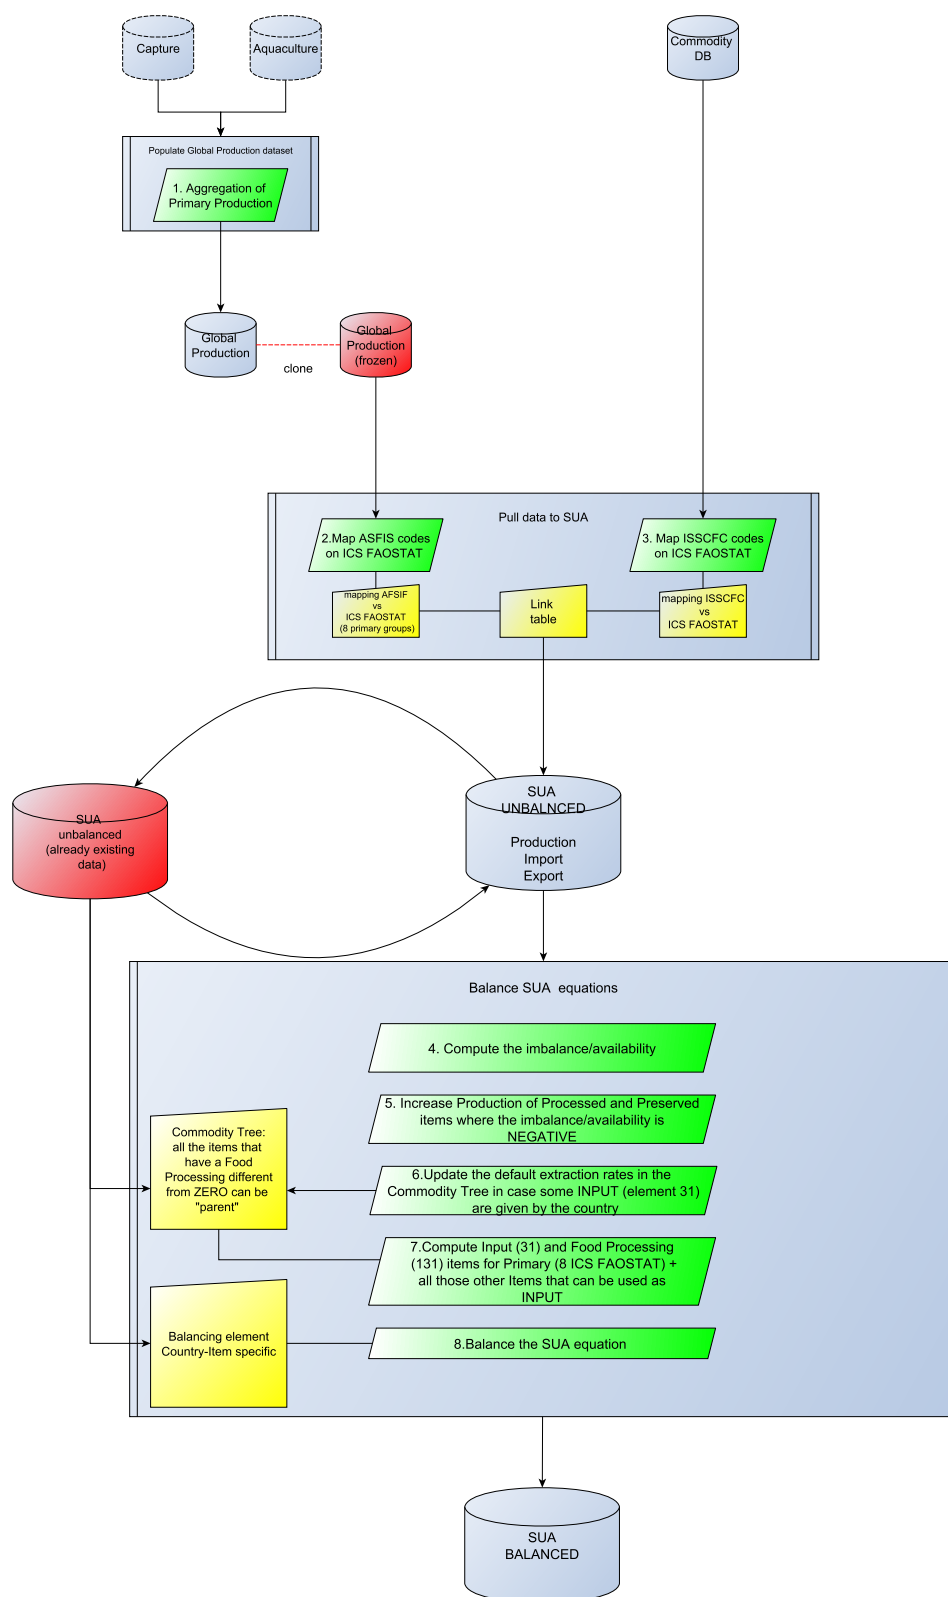 Capture
Aquaculture
Commodity
DB
Populate Global Production dataset
1. Aggregation of
Primary Production
Global
Production
clone
Global
Production
(frozen)
Pull data to SUA
2.Map ASFIS codes
on ICS FAOSTAT
3. Map ISSCFC codes
on ICS FAOSTAT
mapping AFSIF
vs
ICS FAOSTAT
(8 primary groups)
Link
table
mapping ISSCFC
vs
ICS FAOSTAT
SUA
unbalanced
(already existing
data)
SUA
UNBALNCED
Production
Import
Export
Balance SUA equations
4. Compute the imbalance/availability
5. Increase Production of Processed and Preserved
items where the imbalance/availability is
NEGATIVE
Commodity Tree:
all the items that
have a Food
Processing different
from ZERO can be
"parent"
6.Update the default extraction rates in the
Commodity Tree in case some INPUT (element 31)
are given by the country
7.Compute Input (31) and Food Processing
(131) items for Primary (8 ICS FAOSTAT) +
all those other Items that can be used as
INPUT
Balancing element
Country-Item specific
8.Balance the SUA equation
SUA
BALANCED